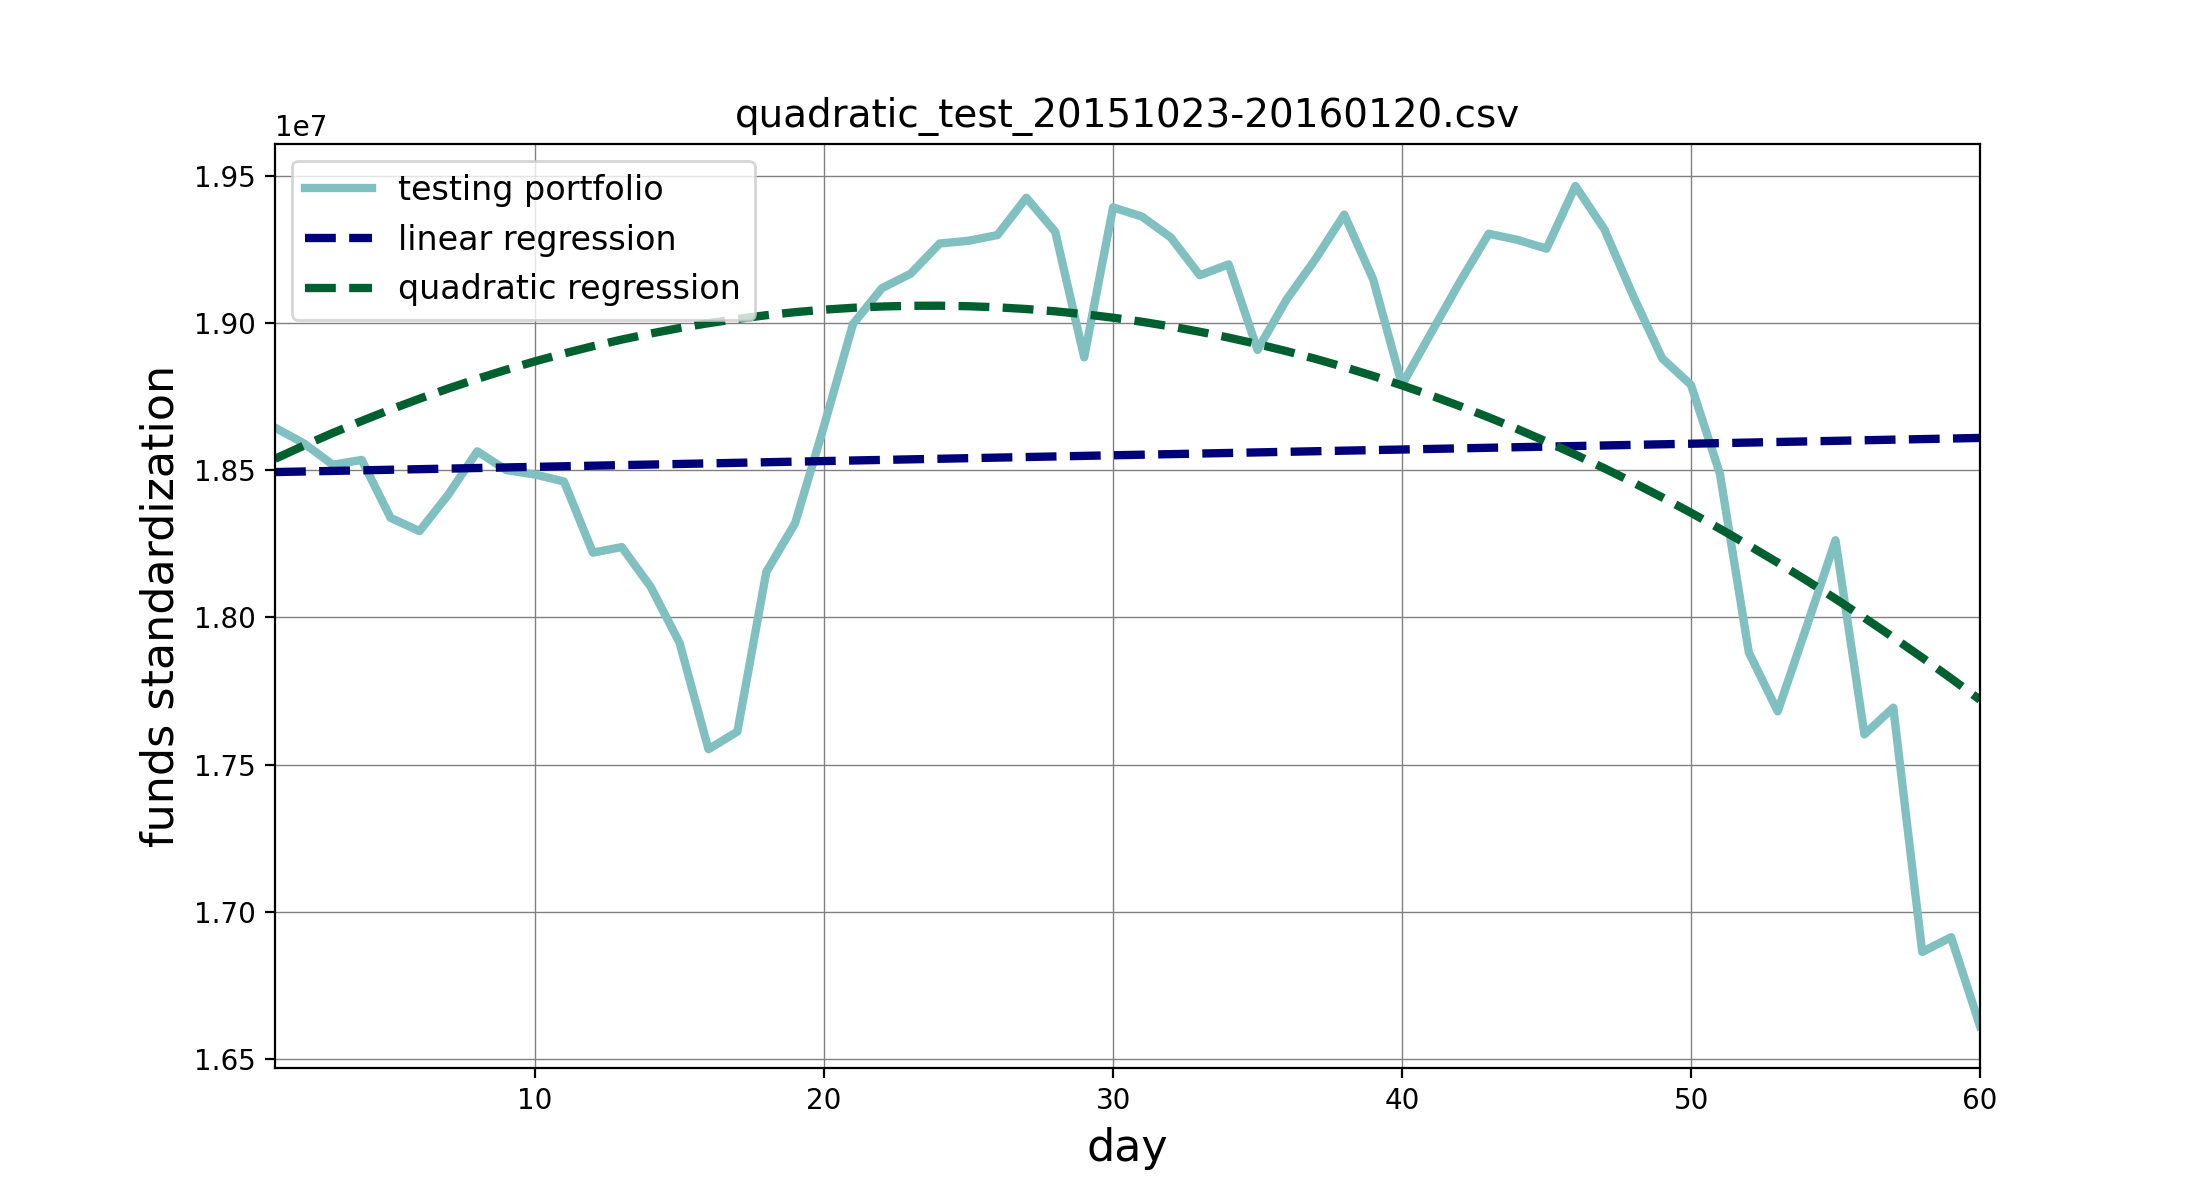 quadratic_test_20151023-20160120.csv
1e7
testing portfolio
linear regression
quadratic regression
1.95
1.90
1.85
1.80
1.75
1.70
1.65
funds standardization
10 20 30 40 50 60
day